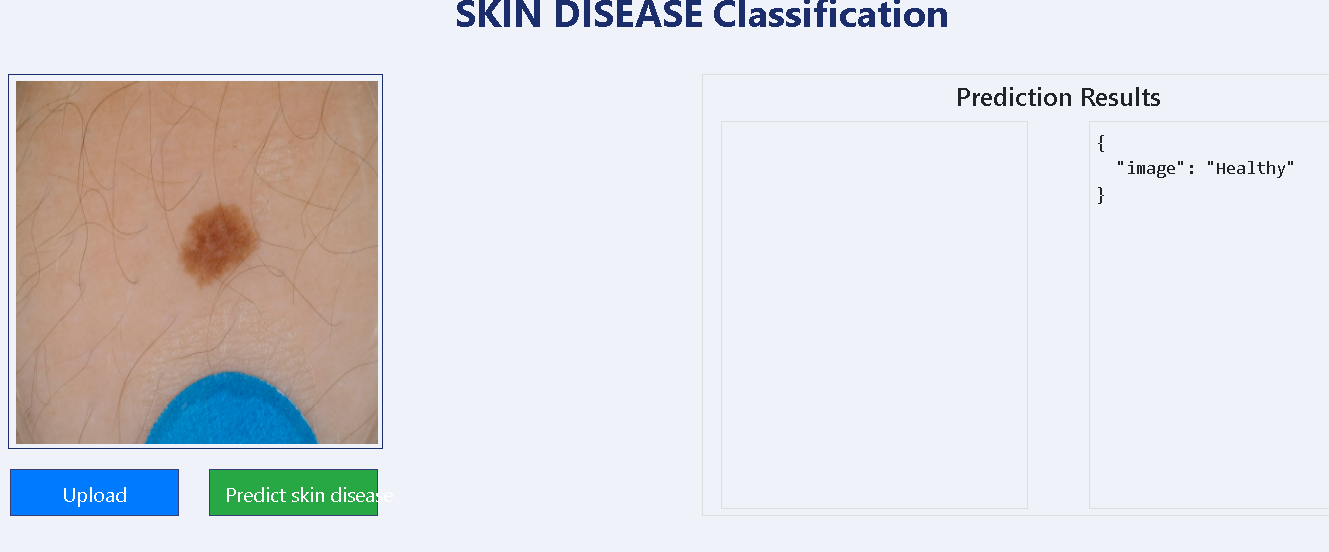 SKIN DISEASE Classification
Prediction Results
{
"image": "Healthy"
}
Upload
Predict skin disease